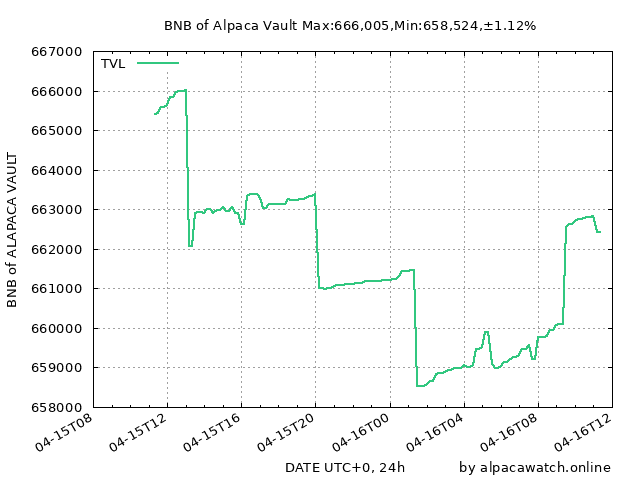 BNB of Alpaca Vault Max:666,005,Min:658,524,±1.12%
667000
TVL
666000
665000
664000
663000
662000
661000
660000
659000
658000
BNB of ALAPACA VAULT
04-15T08
04-15T12
04-15T16
04-15T20
04-16T00
04-16T04
04-16T08
04-16T12
DATE UTC+0, 24h
by alpacawatch.online